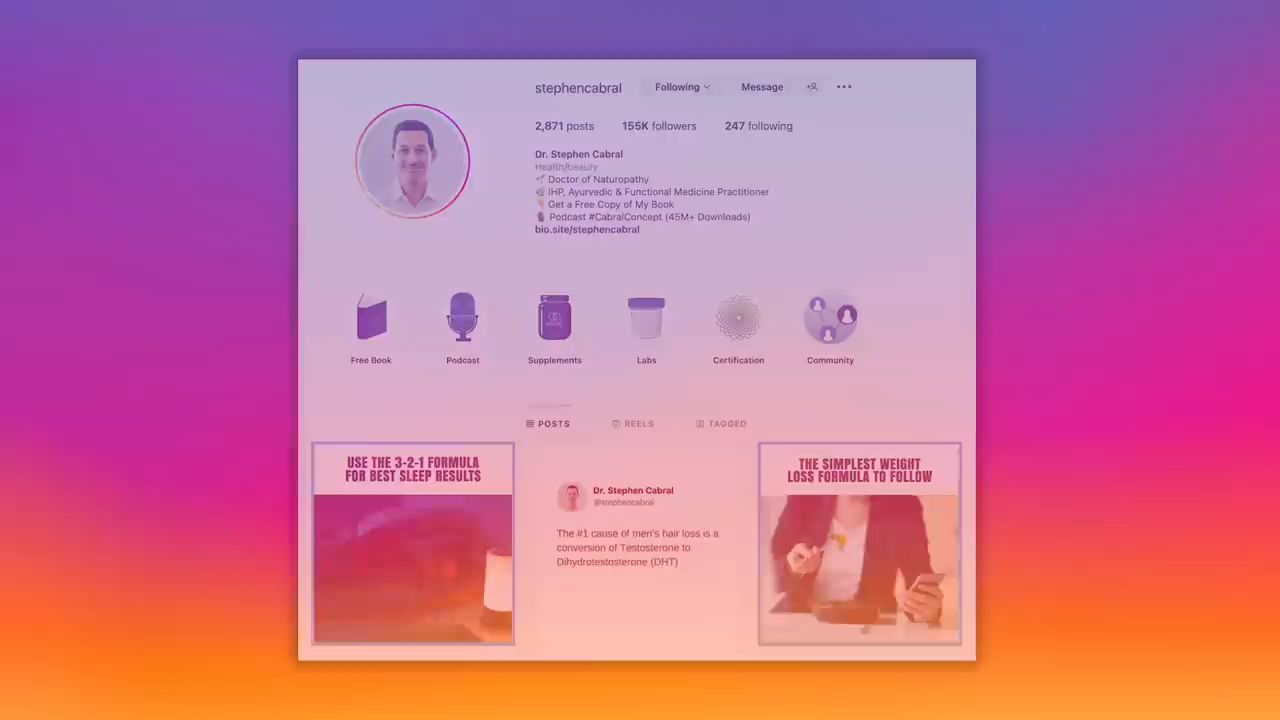 stephencabral Following Message
2,871 posts 155K followers 247 following
Dr. Stephen Cabral
Health/beauty
Doctor of Naturopathy
IHP, Ayurvedic & Functional Medicine Practitioner
Get a Free Copy of My Book
Podcast #CabralConcept (45M+ Downloads)
bio.site/stephencabral
Free Book Podcast Supplements Labs Certification Community
POSTS REELS TAGGED
USE THE 3-2-1 FORMULA
FOR BEST SLEEP RESULTS
Dr. Stephen Cabral
@stephencabral
The #1 cause of men's hair loss is a
conversion of Testosterone to
Dihydrotestosterone (DHT)
THE SIMPLEST WEIGHT
LOSS FORMULA TO FOLLOW